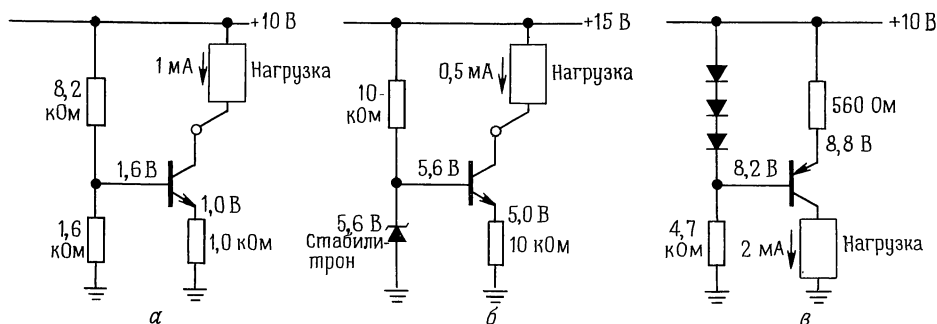 +10 В
1 мА
Нагрузка
8,2
кОм
1,6 В
1,0 В
1,6
кОм
1,0 кОм
а
+15 В
0,5 мА
Нагрузка
10
кОм
5,6 В
5,6 В
Стабили-
трон
5,0 В
10 кОм
б
+10 В
560 Ом
8,8 В
8,2 В
4,7
кОм
2 мА
Нагрузка
в